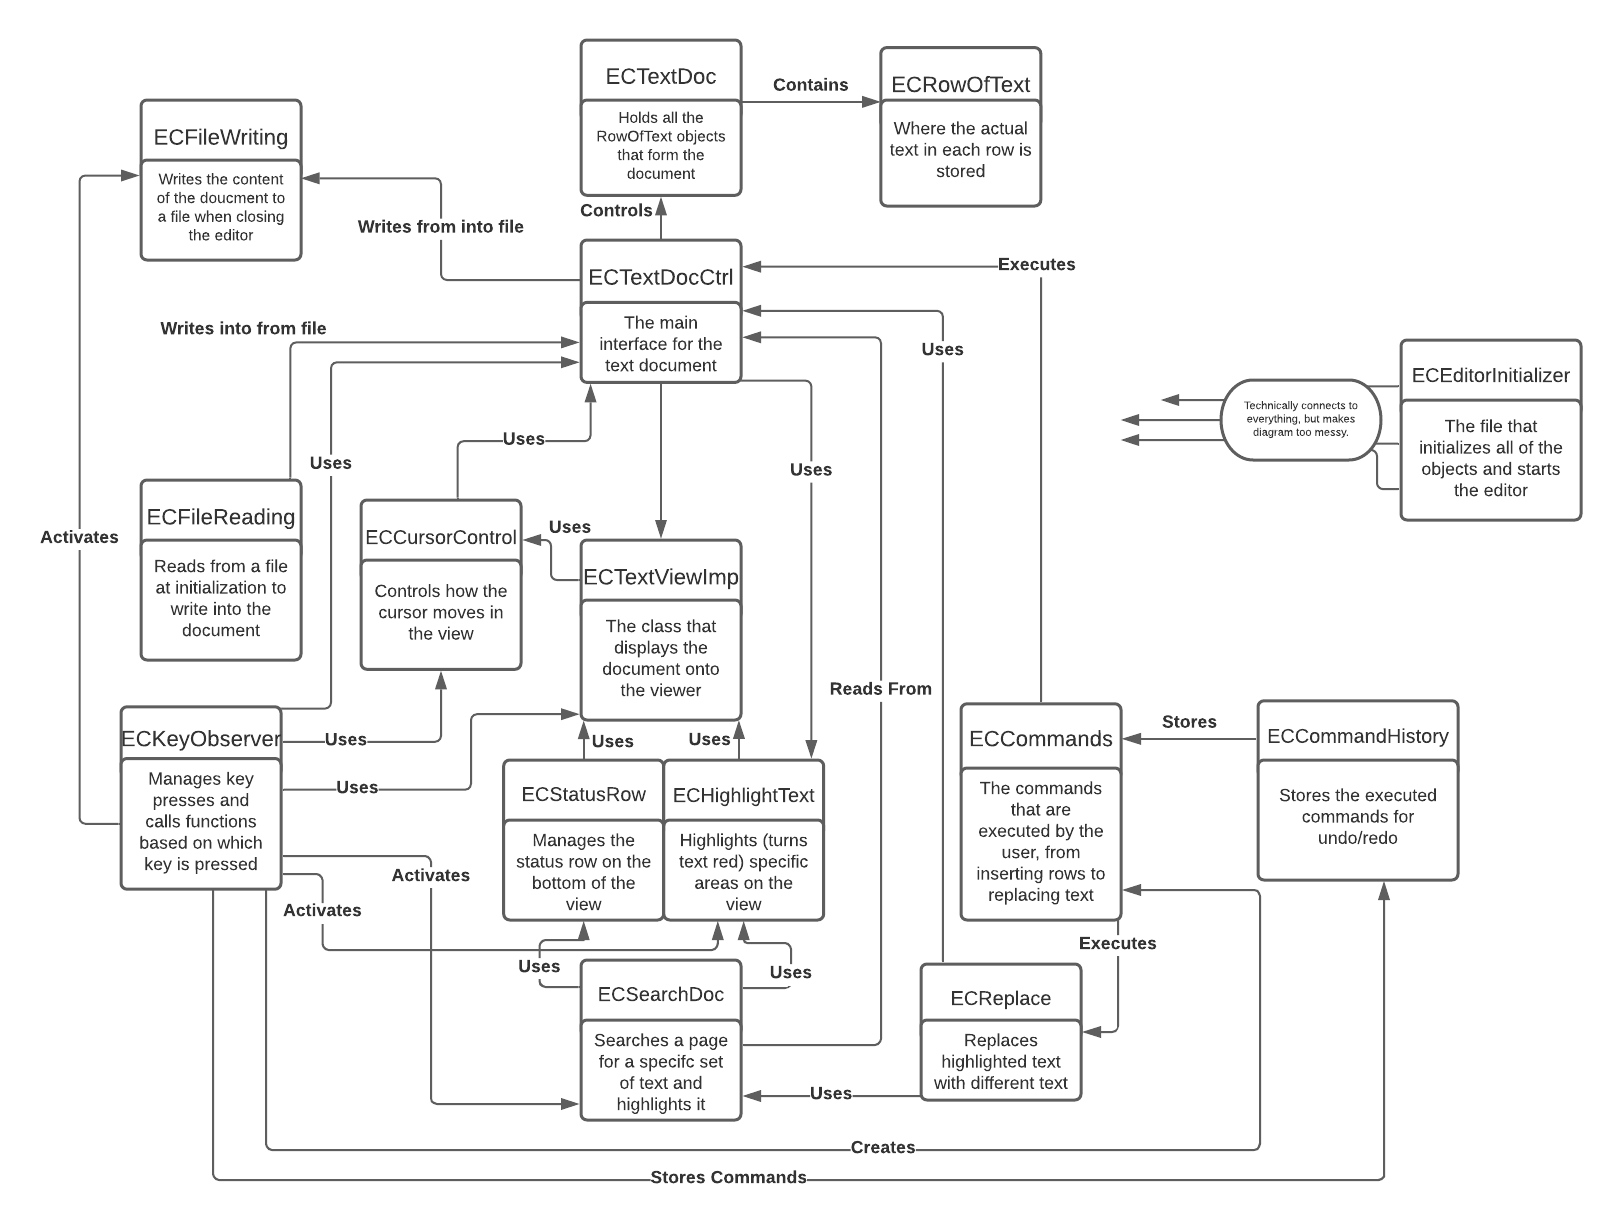 ECTextDoc
Holds all the
RowOfText objects
that form the
document
Contains
ECRowOfText
Where the actual
text in each row is
stored
ECFileWriting
Writes the content
of the doucment to
a file when closing
the editor
Writes from into file
Controls
ECTextDocCtrl
The main
interface for the
text document
Executes
Writes into from file
Uses
ECEditorInitializer
The file that
initializes all of the
objects and starts
the editor
Technically connects to
everything, but makes
diagram too messy.
Uses
Uses
Uses
Activates
ECFileReading
Reads from a file
at initialization to
write into the
document
ECCursorControl
Controls how the
cursor moves in
the view
Uses
ECTextViewImp
The class that
displays the
document onto
the viewer
Reads From
ECKeyObserver
Manages key
presses and
calls functions
based on which
key is pressed
Uses
Uses
Uses
Uses
ECCommands
The commands
that are
executed by the
user, from
inserting rows to
replacing text
Stores
ECCommandHistory
Stores the executed
commands for
undo/redo
ECStatusRow
Manages the
status row on the
bottom of the
view
ECHighlightText
Highlights (turns
text red) specific
areas on the
view
Activates
Activates
Executes
Uses
Uses
ECSearchDoc
Searches a page
for a specifc set
of text and
highlights it
ECReplace
Replaces
highlighted text
with different text
Uses
Creates
Stores Commands